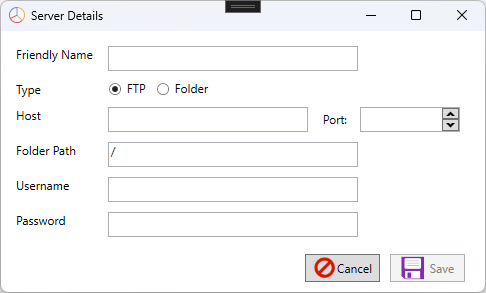 Server Details
Friendly Name
Type FTP Folder
Host Port:
Folder Path /
Username
Password
Cancel Save